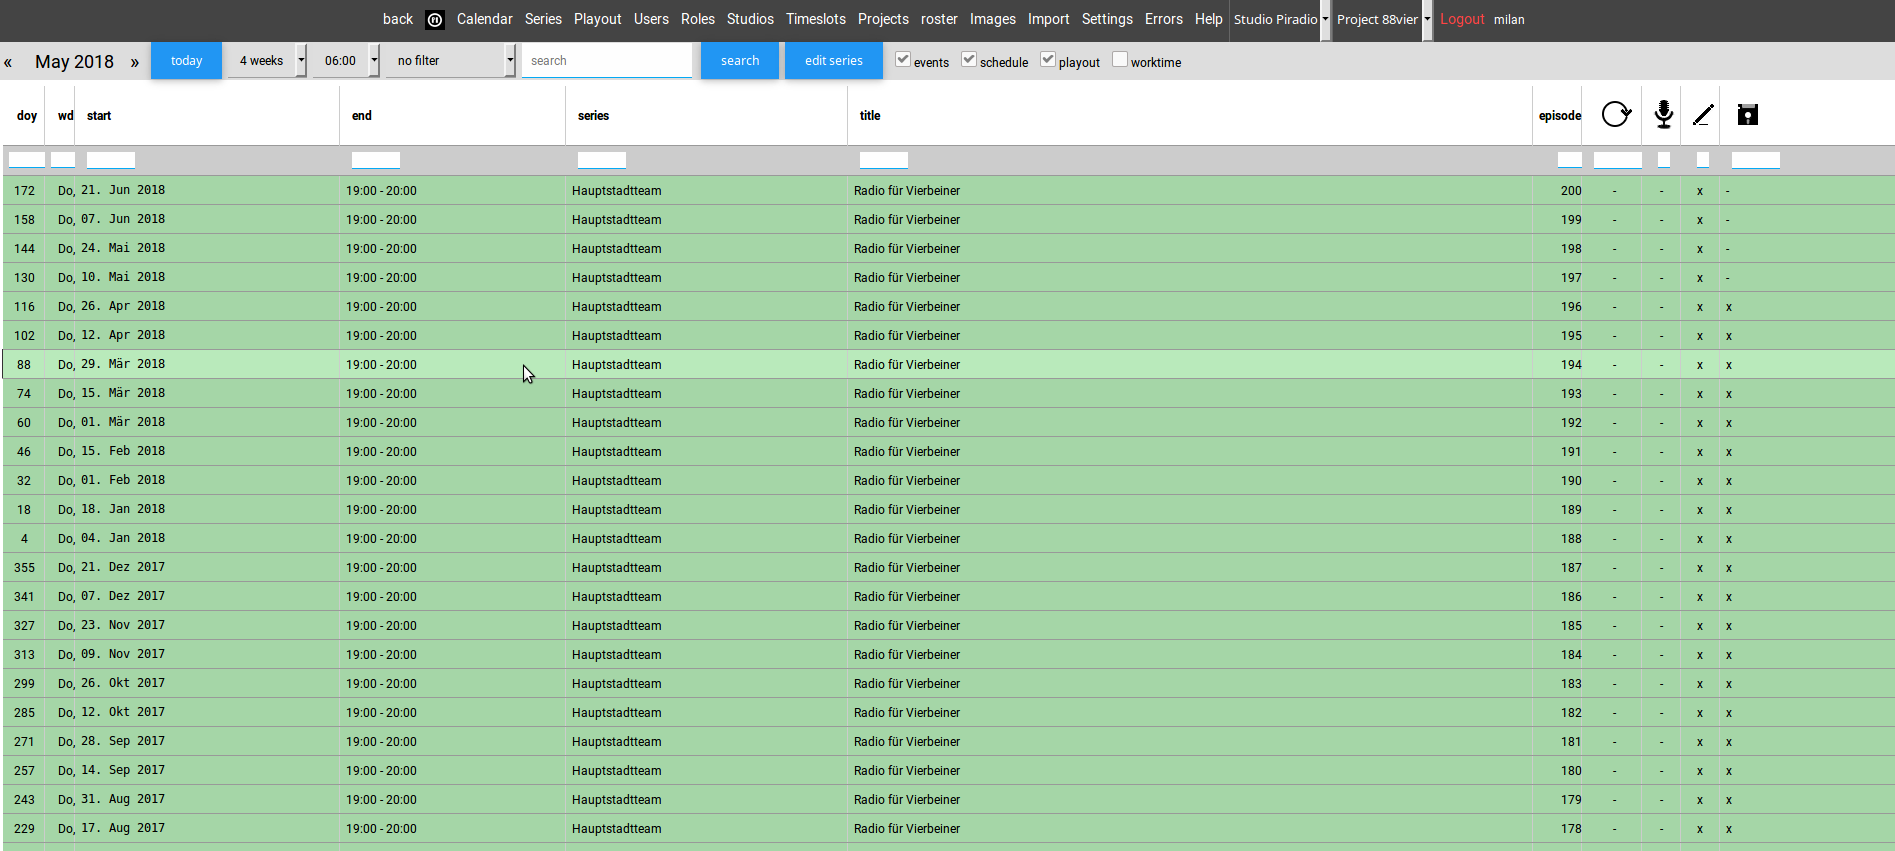 back Calendar Series Playout Users Roles Studios Timeslots Projects roster Images Import Settings Errors Help Studio Piradio Project 88vier Logout milan
« May 2018 » today 4 weeks 06:00 no filter search search edit series events schedule playout worktime
doy wd start end series title episode
172 Do, 21. Jun 2018 19:00 - 20:00 Hauptstadtteam Radio für Vierbeiner 200 - - x -
158 Do, 07. Jun 2018 19:00 - 20:00 Hauptstadtteam Radio für Vierbeiner 199 - - x -
144 Do, 24. Mai 2018 19:00 - 20:00 Hauptstadtteam Radio für Vierbeiner 198 - - x -
130 Do, 10. Mai 2018 19:00 - 20:00 Hauptstadtteam Radio für Vierbeiner 197 - - x -
116 Do, 26. Apr 2018 19:00 - 20:00 Hauptstadtteam Radio für Vierbeiner 196 - - x x
102 Do, 12. Apr 2018 19:00 - 20:00 Hauptstadtteam Radio für Vierbeiner 195 - - x x
88 Do, 29. Mär 2018 19:00 - 20:00 Hauptstadtteam Radio für Vierbeiner 194 - - x x
74 Do, 15. Mär 2018 19:00 - 20:00 Hauptstadtteam Radio für Vierbeiner 193 - - x x
60 Do, 01. Mär 2018 19:00 - 20:00 Hauptstadtteam Radio für Vierbeiner 192 - - x x
46 Do, 15. Feb 2018 19:00 - 20:00 Hauptstadtteam Radio für Vierbeiner 191 - - x x
32 Do, 01. Feb 2018 19:00 - 20:00 Hauptstadtteam Radio für Vierbeiner 190 - - x x
18 Do, 18. Jan 2018 19:00 - 20:00 Hauptstadtteam Radio für Vierbeiner 189 - - x x
4 Do, 04. Jan 2018 19:00 - 20:00 Hauptstadtteam Radio für Vierbeiner 188 - - x x
355 Do, 21. Dez 2017 19:00 - 20:00 Hauptstadtteam Radio für Vierbeiner 187 - - x x
341 Do, 07. Dez 2017 19:00 - 20:00 Hauptstadtteam Radio für Vierbeiner 186 - - x x
327 Do, 23. Nov 2017 19:00 - 20:00 Hauptstadtteam Radio für Vierbeiner 185 - - x x
313 Do, 09. Nov 2017 19:00 - 20:00 Hauptstadtteam Radio für Vierbeiner 184 - - x x
299 Do, 26. Okt 2017 19:00 - 20:00 Hauptstadtteam Radio für Vierbeiner 183 - - x x
285 Do, 12. Okt 2017 19:00 - 20:00 Hauptstadtteam Radio für Vierbeiner 182 - - x x
271 Do, 28. Sep 2017 19:00 - 20:00 Hauptstadtteam Radio für Vierbeiner 181 - - x x
257 Do, 14. Sep 2017 19:00 - 20:00 Hauptstadtteam Radio für Vierbeiner 180 - - x x
243 Do, 31. Aug 2017 19:00 - 20:00 Hauptstadtteam Radio für Vierbeiner 179 - - x x
229 Do, 17. Aug 2017 19:00 - 20:00 Hauptstadtteam Radio für Vierbeiner 178 - - x x